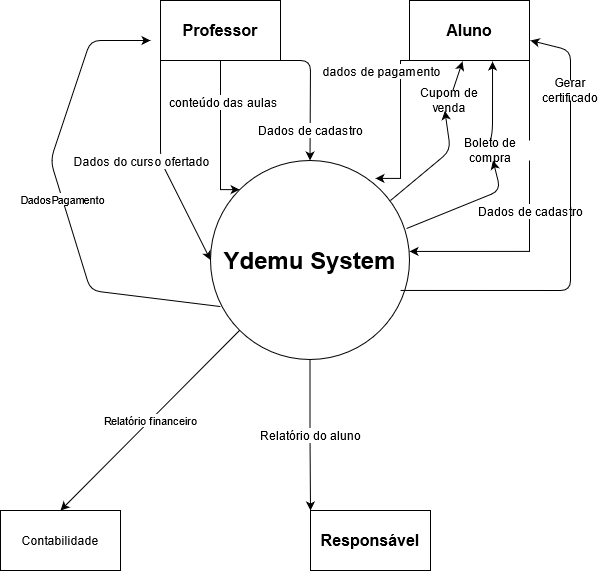 Professor
Aluno
dados de pagamento
Gerar
certificado
Cupom de
venda
conteúdo das aulas
Dados de cadastro
Boleto de
compra
Dados do curso ofertado
DadosPagamento
Dados de cadastro
Ydemu System
Relatório financeiro
Relatório do aluno
Contabilidade
Responsável